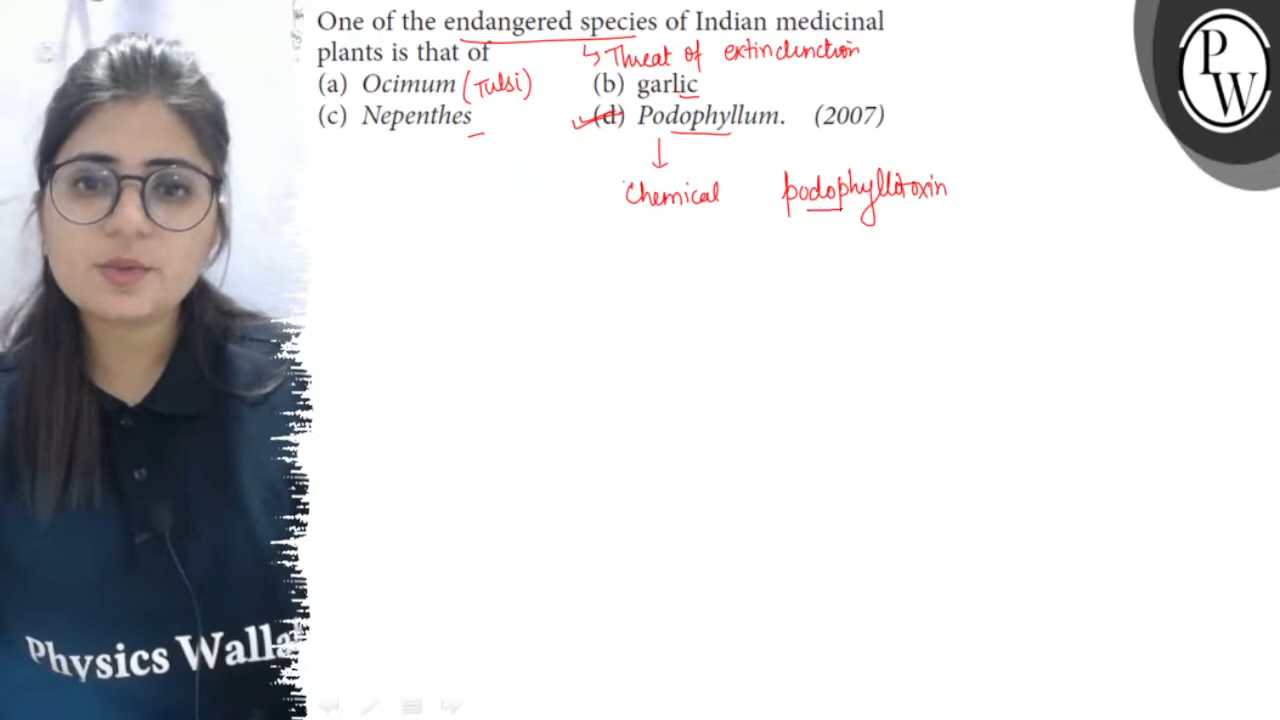 One of the endangered species of Indian medicinal
plants is that of
↳ Threat of extinctunction
(a) Ocimum (Tulsi) (b) garlic
(c) Nepenthes (d) Podophyllum. (2007)
↓
Chemical podophyllotoxin
P
W
Physics Walla